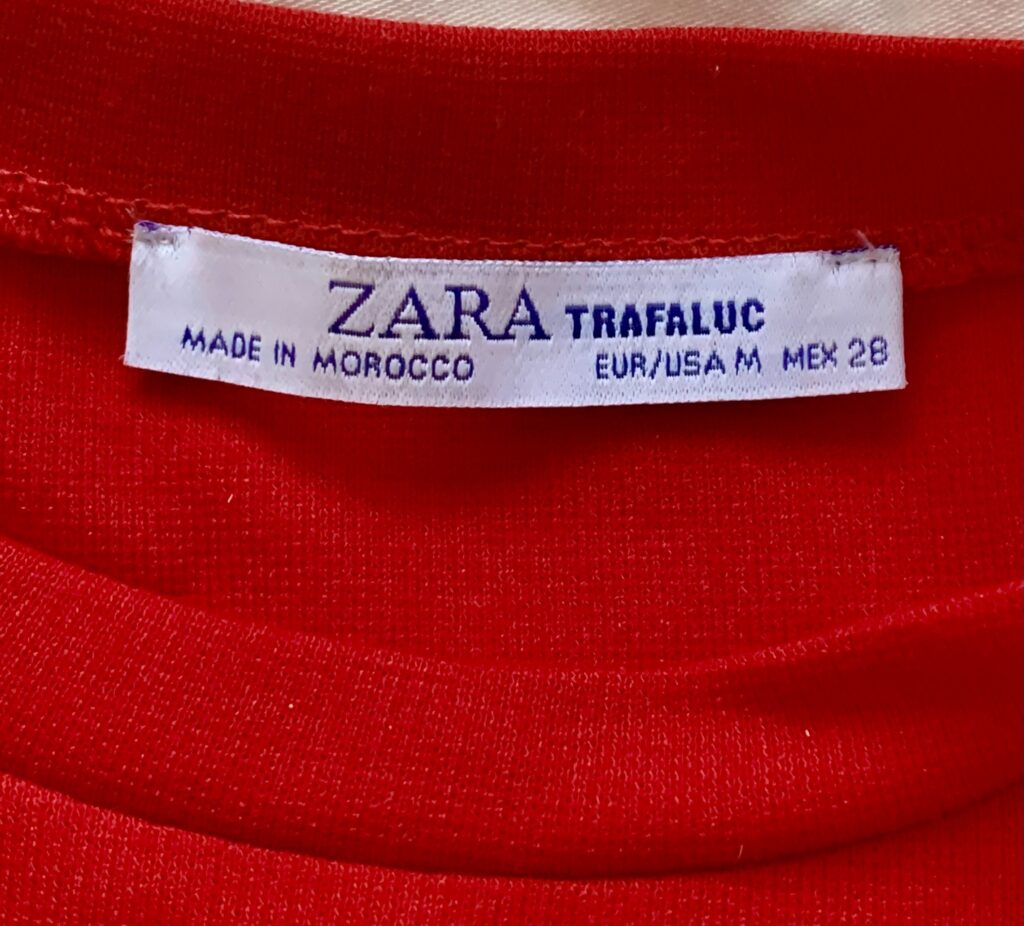 ZARA TRAFALUC
MADE IN MOROCCO EUR/USA M MEX 28